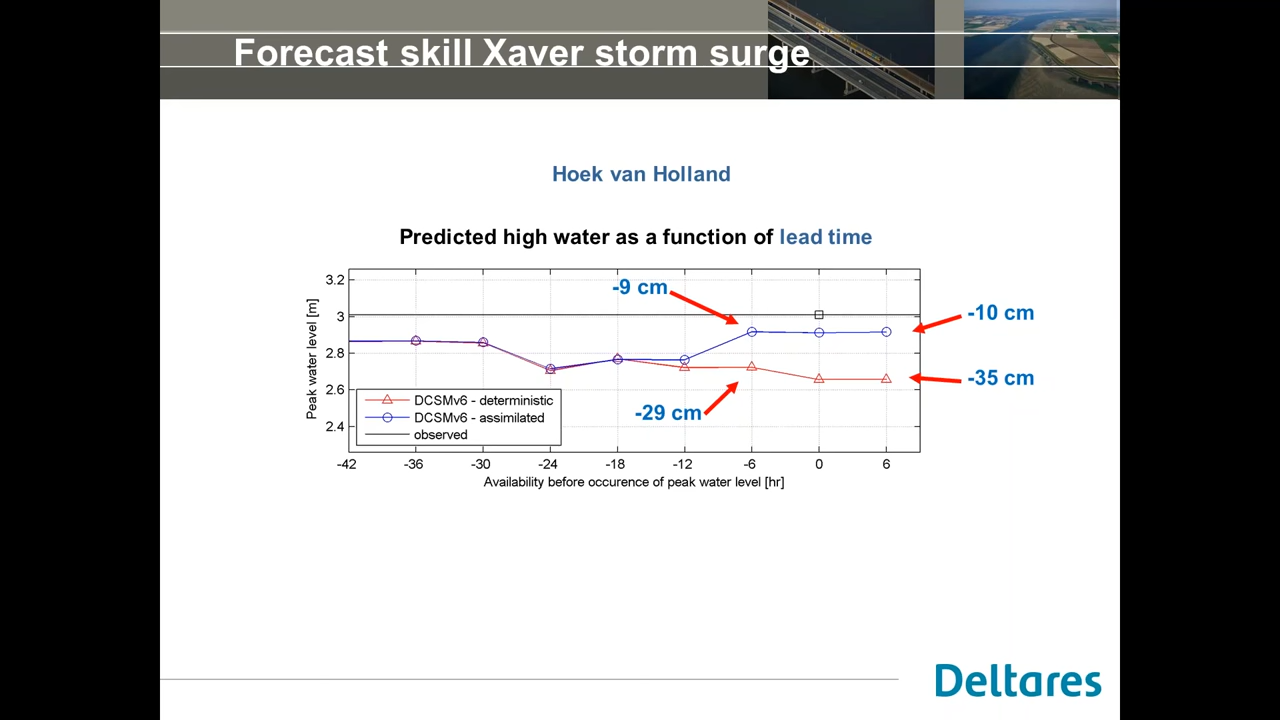 Forecast skill Xaver storm surge
Hoek van Holland
Predicted high water as a function of lead time
3.2
3
2.8
2.6
2.4
Peak water level [m]
-9 cm
-10 cm
-35 cm
-29 cm
DCSMv6 - deterministic
DCSMv6 - assimilated
observed
-42 -36 -30 -24 -18 -12 -6 0 6
Availability before occurence of peak water level [hr]
Deltares